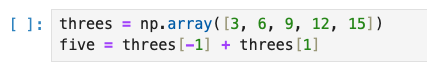 [ ]: threes = np.array([3, 6, 9, 12, 15])
five = threes[-1] + threes[1]